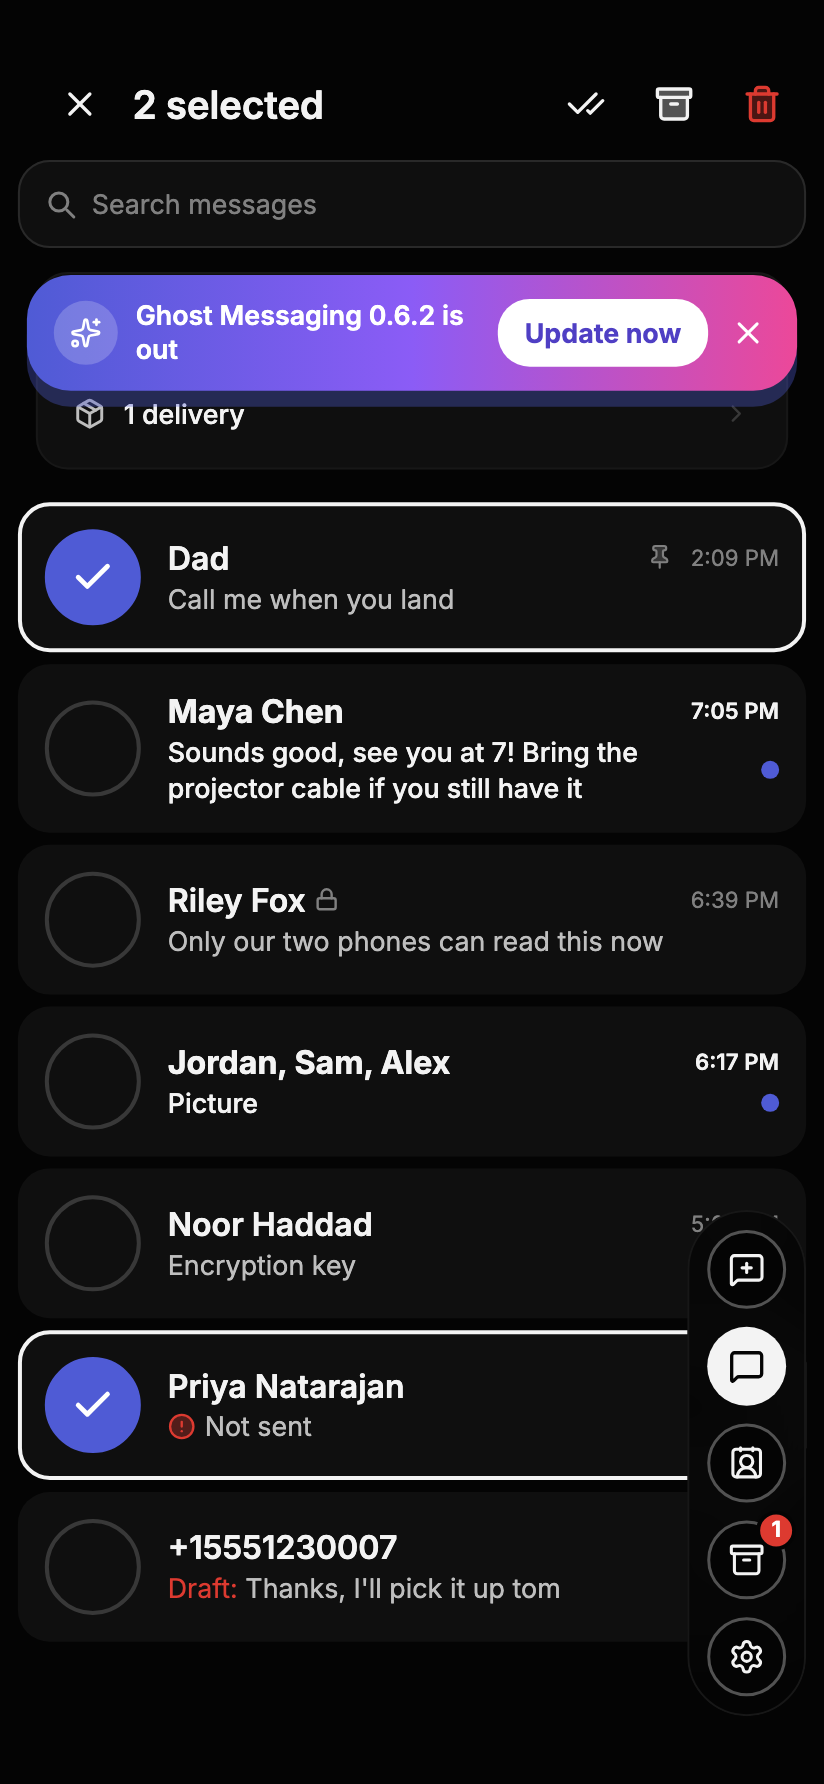 2 selected
Search messages
Ghost Messaging 0.6.2 is
out
Update now
1 delivery
Dad
2:09 PM
Call me when you land
Maya Chen
7:05 PM
Sounds good, see you at 7! Bring the
projector cable if you still have it
Riley Fox
6:39 PM
Only our two phones can read this now
Jordan, Sam, Alex
6:17 PM
Picture
Noor Haddad
Encryption key
Priya Natarajan
Not sent
1
+15551230007
Draft: Thanks, I'll pick it up tom